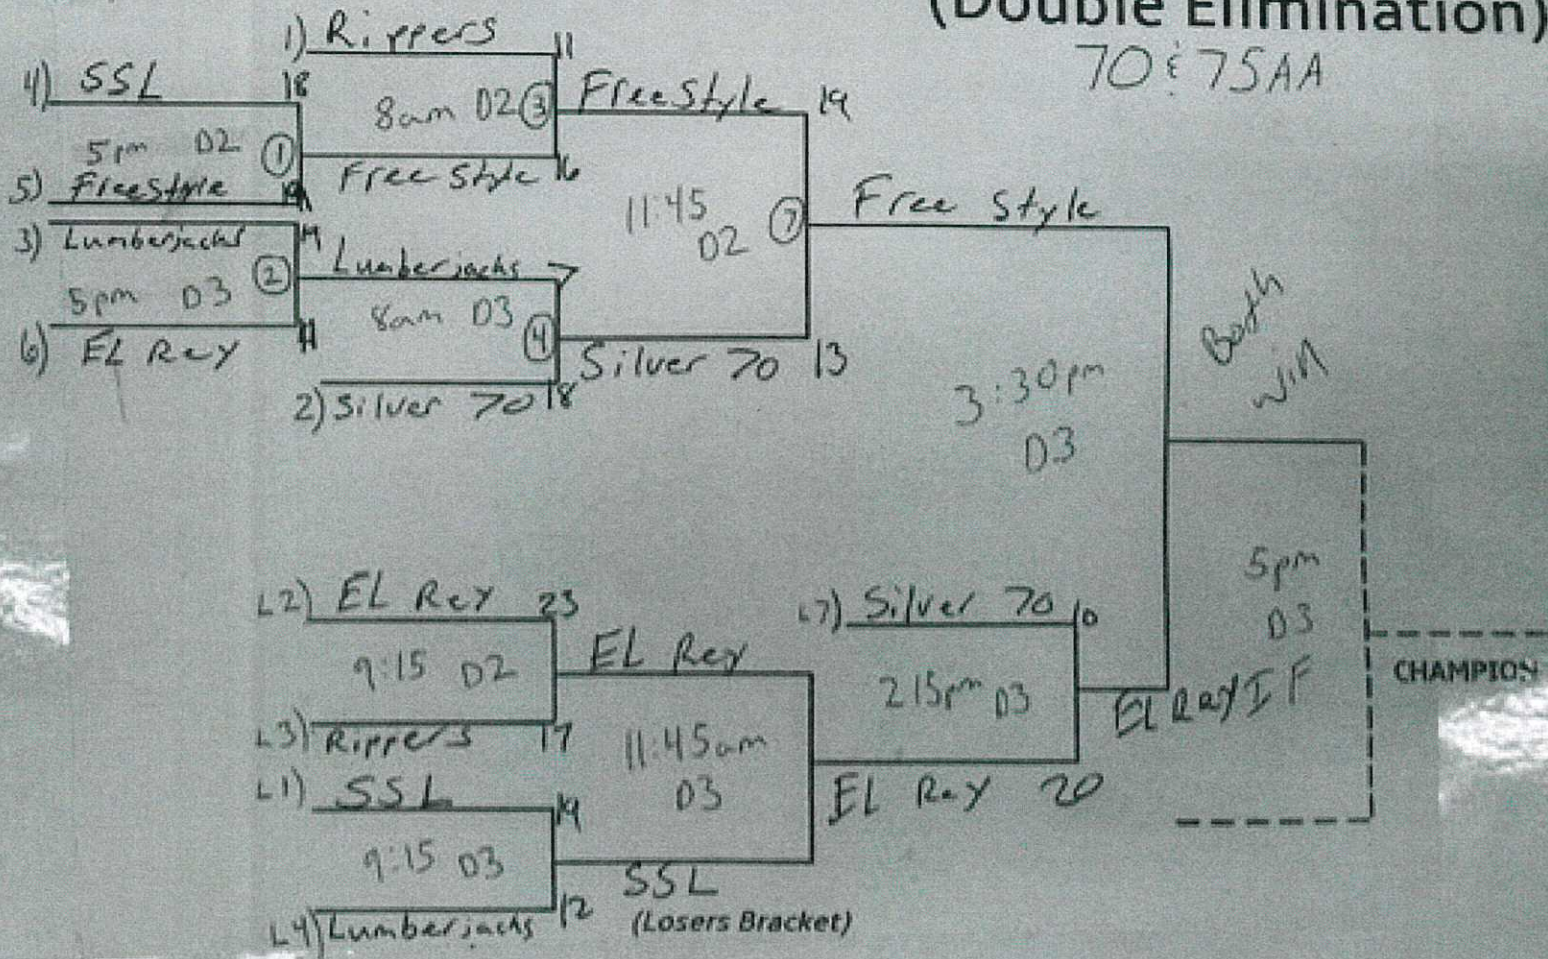 (Double Elimination)
70 & 75AA
1) Rippers 11
4) SSL 18
8am D2 ③
Free Style 19
5pm D2 ①
5) FreeStyle
Free Style 16
3) Lumberjacks
11:45
D2 ⑦
Free Style
Lumberjacks 7
5pm D3 ②
8am D3 ④
6) EL Rey
Silver 70 13
2) Silver 70 18
3:30pm
D3
Both
Win
L2) EL Rey 23
9:15 D2
EL Rey
L3) Rippers 17
L7) Silver 70 10
2 15pm D3
5pm
D3
CHAMPION
EL Rey IF
L1) SSL 19
11:45am
D3
EL Rey 20
9:15 D3
SSL
(Losers Bracket)
L4) Lumberjacks 12